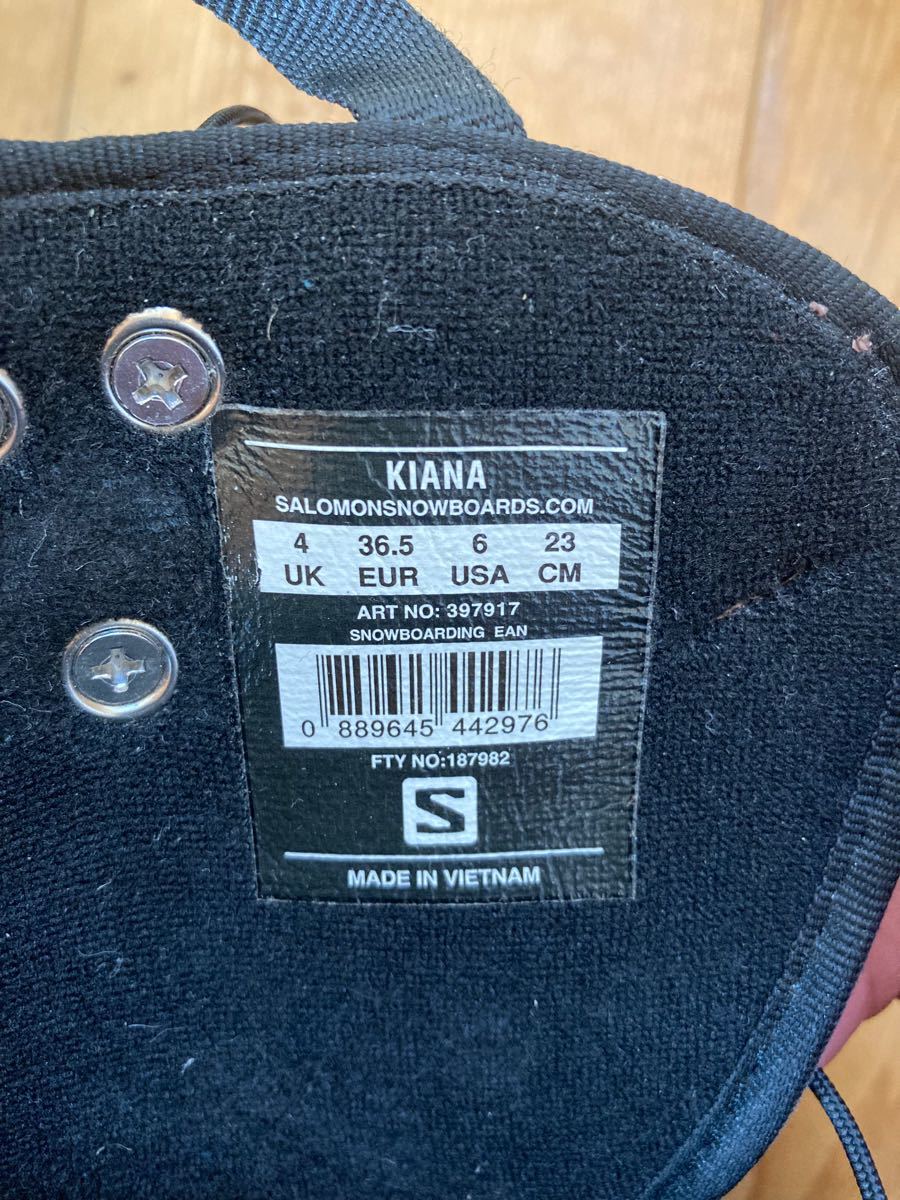 KIANA
SALOMONSNOWBOARDS.COM
4 36.5 6 23
UK EUR USA CM
ART NO: 397917
SNOWBOARDING EAN
0 889645 442976
FTY NO:187982
S
MADE IN VIETNAM